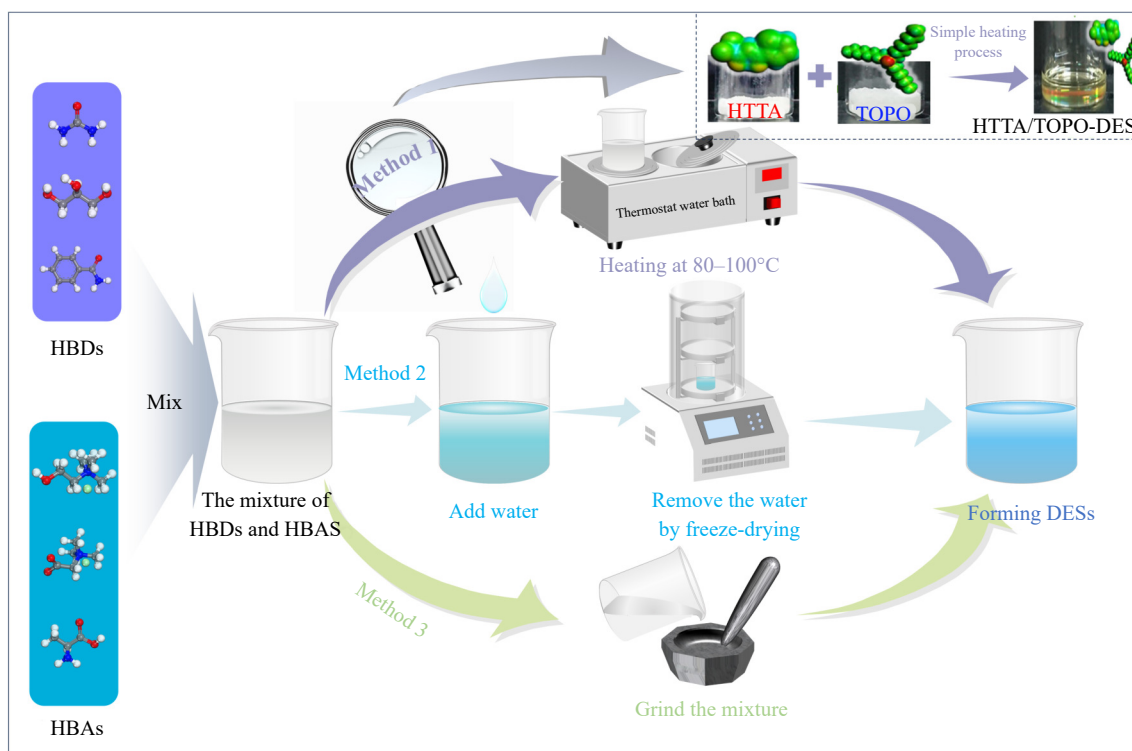 Simple heating
process
HTTA
TOPO
HTTA/TOPO-DES
Method 1
Thermostat water bath
Heating at 80–100°C
HBDs
Mix
Method 2
The mixture of
HBDs and HBAS
Add water
Remove the water
by freeze-drying
Forming DESs
Method 3
Grind the mixture
HBAs